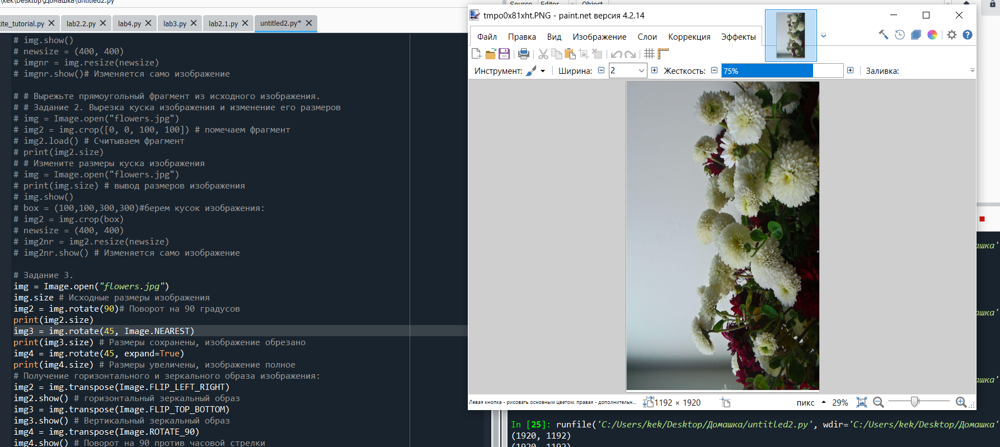 \kek\Desktop\Домашка\untitled2.py
ite_tutorial.py
lab2.2.py
lab4.py
lab3.py
lab2.1.py
untitled2.py*
# img.show()
# newsize = (400, 400)
# imgnr = img.resize(newsize)
# imgnr.show()# Изменяется само изображение
# # Вырежьте прямоугольный фрагмент из исходного изображения.
# # Задание 2. Вырезка куска изображения и изменение его размеров
# img = Image.open("flowers.jpg")
# img2 = img.crop([0, 0, 100, 100]) # помечаем фрагмент
# img2.load() # Считываем фрагмент
# print(img2.size)
# # Измените размеры куска изображения
# img = Image.open("flowers.jpg")
# print(img.size) # вывод размеров изображения
# img.show()
# box = (100,100,300,300)#берем кусок изображения:
# img2 = img.crop(box)
# newsize = (400, 400)
# img2nr = img2.resize(newsize)
# img2nr.show() # Изменяется само изображение
# Задание 3.
img = Image.open("flowers.jpg")
img.size # Исходные размеры изображения
img2 = img.rotate(90)# Поворот на 90 градусов
print(img2.size)
img3 = img.rotate(45, Image.NEAREST)
print(img3.size) # Размеры сохранены, изображение обрезано
img4 = img.rotate(45, expand=True)
print(img4.size) # Размеры увеличены, изображение полное
# Получение горизонтального и зеркального образа изображения:
img2 = img.transpose(Image.FLIP_LEFT_RIGHT)
img2.show() # горизонтальный зеркальный образ
img3 = img.transpose(Image.FLIP_TOP_BOTTOM)
img3.show() # Вертикальный зеркальный образ
img4 = img.transpose(Image.ROTATE_90)
img4.show() # Поворот на 90 против часовой стрелки
Source Editor Object
tmpo0x81xht.PNG - paint.net версия 4.2.14
Файл Правка Вид Изображение Слои Коррекция Эффекты
Инструмент: Ширина: 2 Жесткость: 75% Заливка:
Левая кнопка - рисовать основным цветом, правая - дополнительн...
1192 × 1920
пикс
29%
ашка'
ашка'
ашка'
In [25]: runfile('C:/Users/kek/Desktop/Домашка/untitled2.py', wdir='C:/Users/kek/Desktop/Домашка'
(1920, 1192)
(1920, 1192)